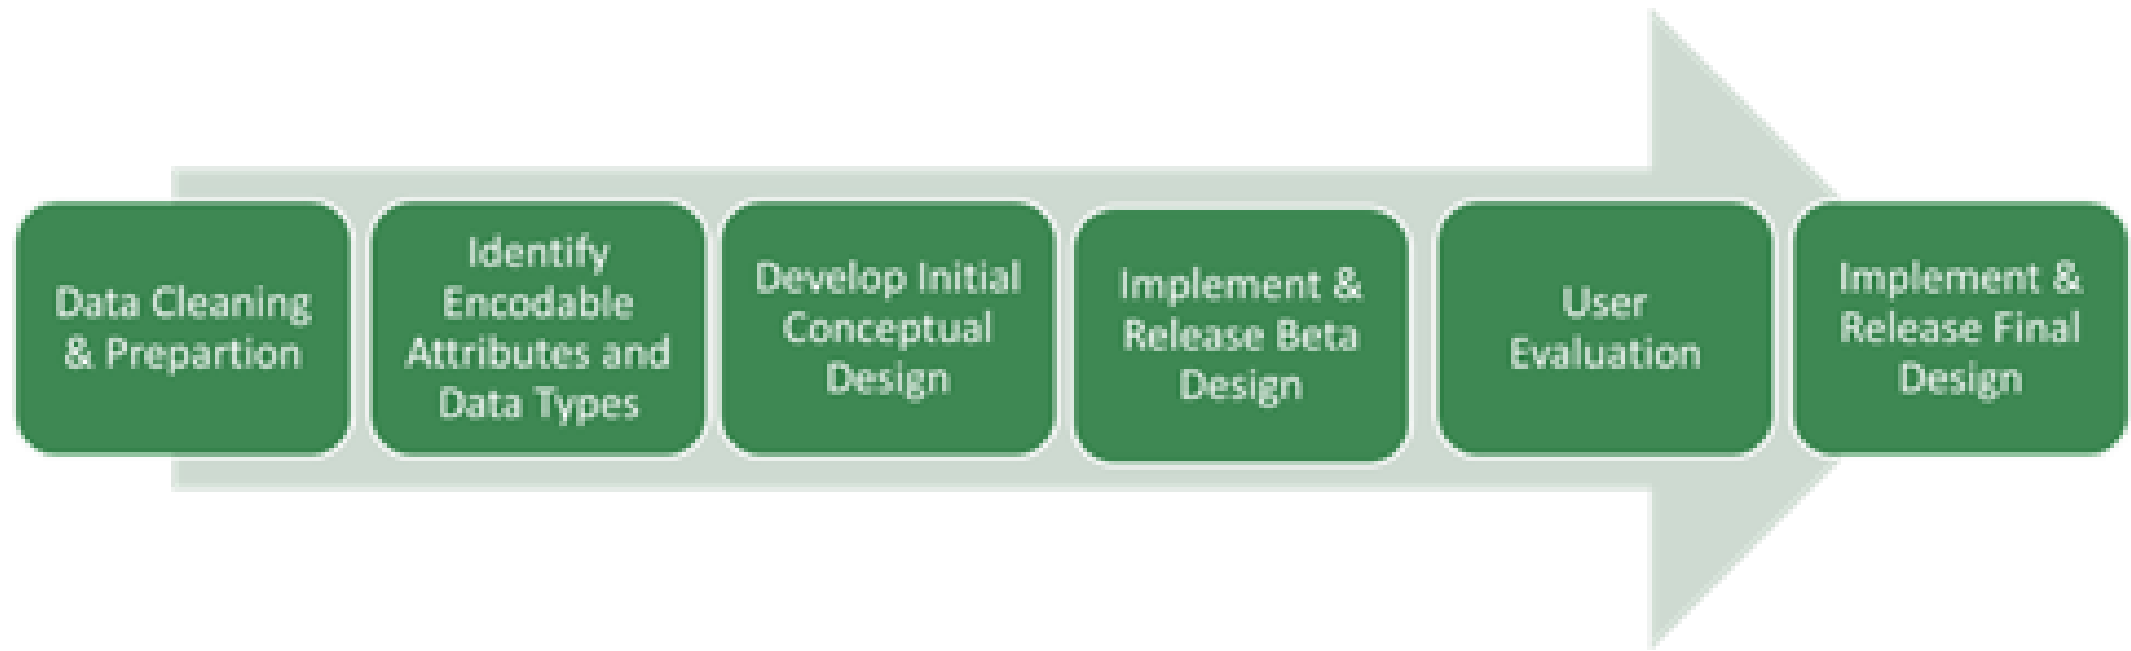 Data Cleaning
& Prepartion
Identify
Encodable
Attributes and
Data Types
Develop Initial
Conceptual
Design
Implement &
Release Beta
Design
User
Evaluation
Implement &
Release Final
Design